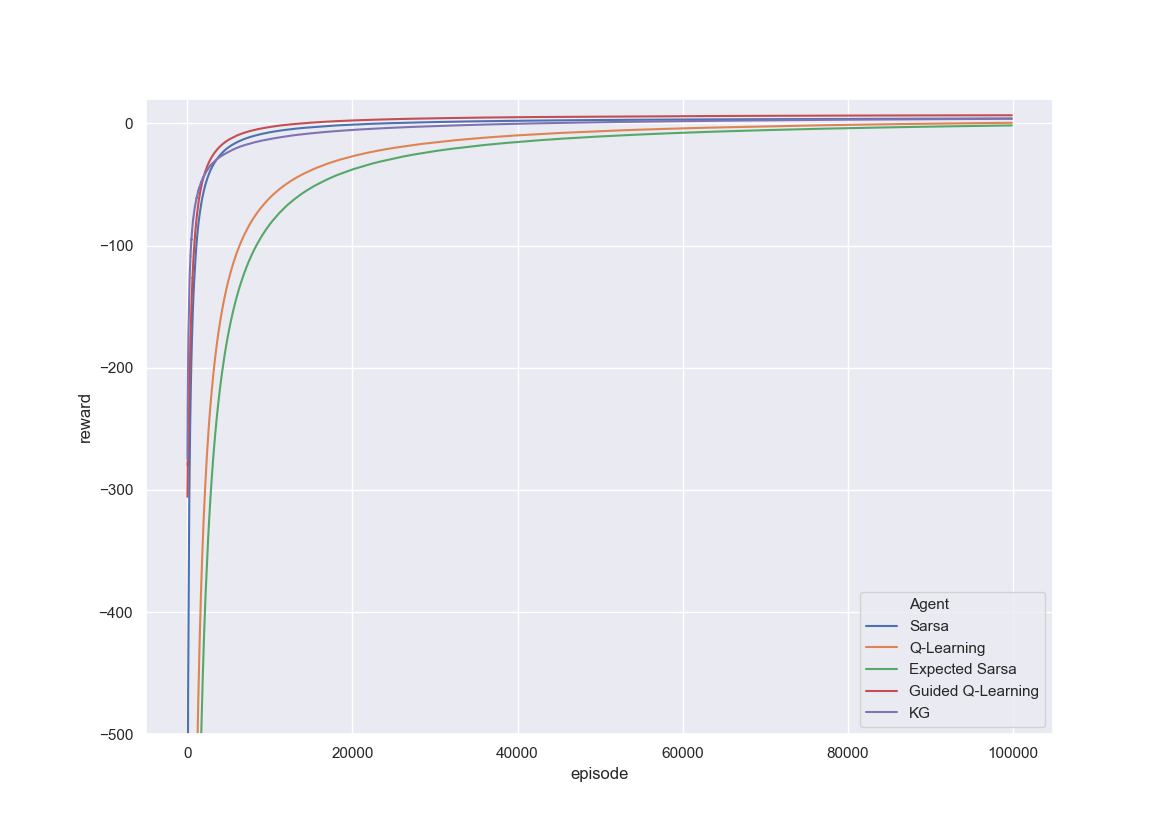 0
−100
−200
−300
−400
−500
reward
0
20000
40000
60000
80000
100000
episode
Agent
Sarsa
Q-Learning
Expected Sarsa
Guided Q-Learning
KG